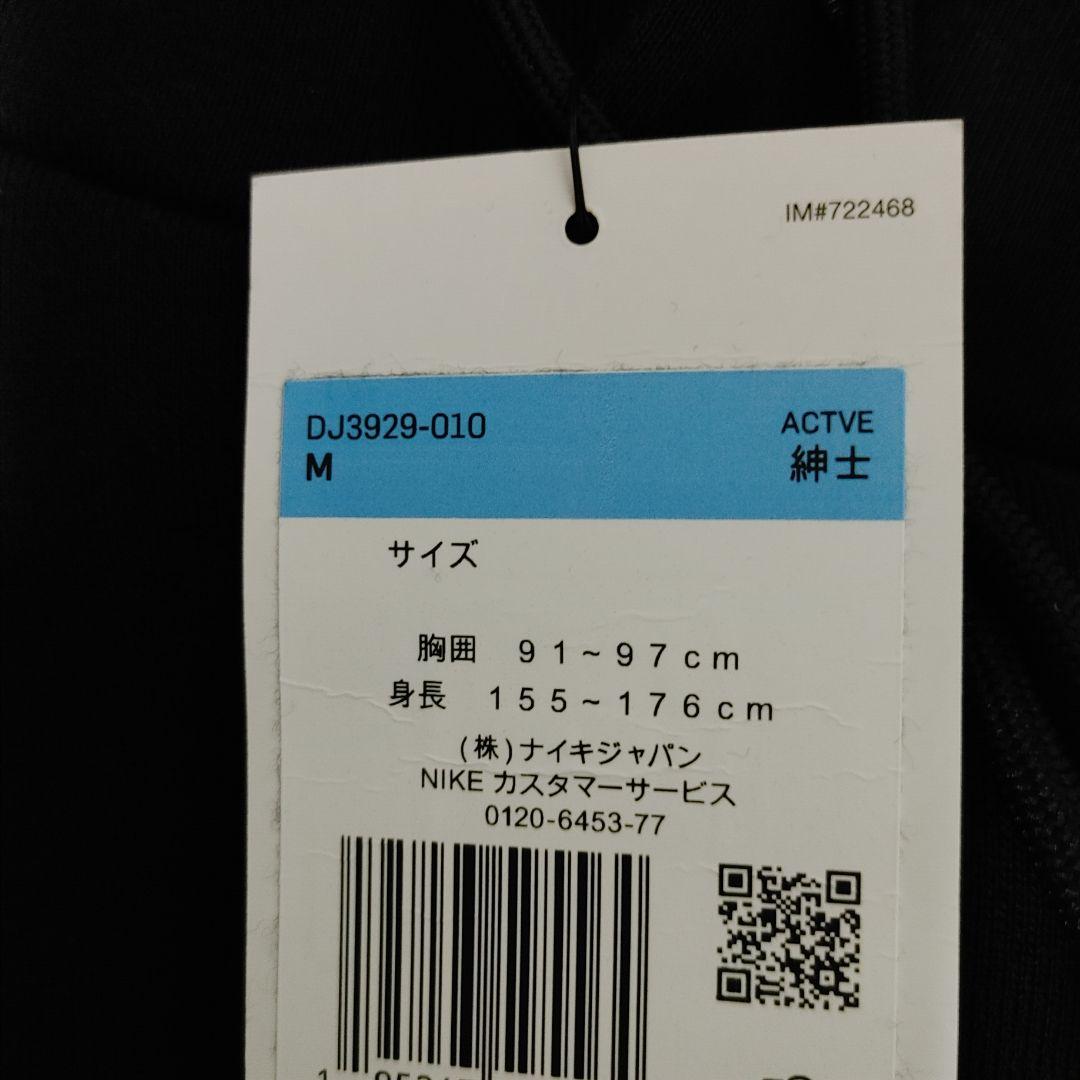 IM#722468
DJ3929-010
ACTVE
M
紳士
サイズ
胸囲 91~97cm
身長 155~176cm
(株)ナイキジャパン
NIKE カスタマーサービス
0120-6453-77